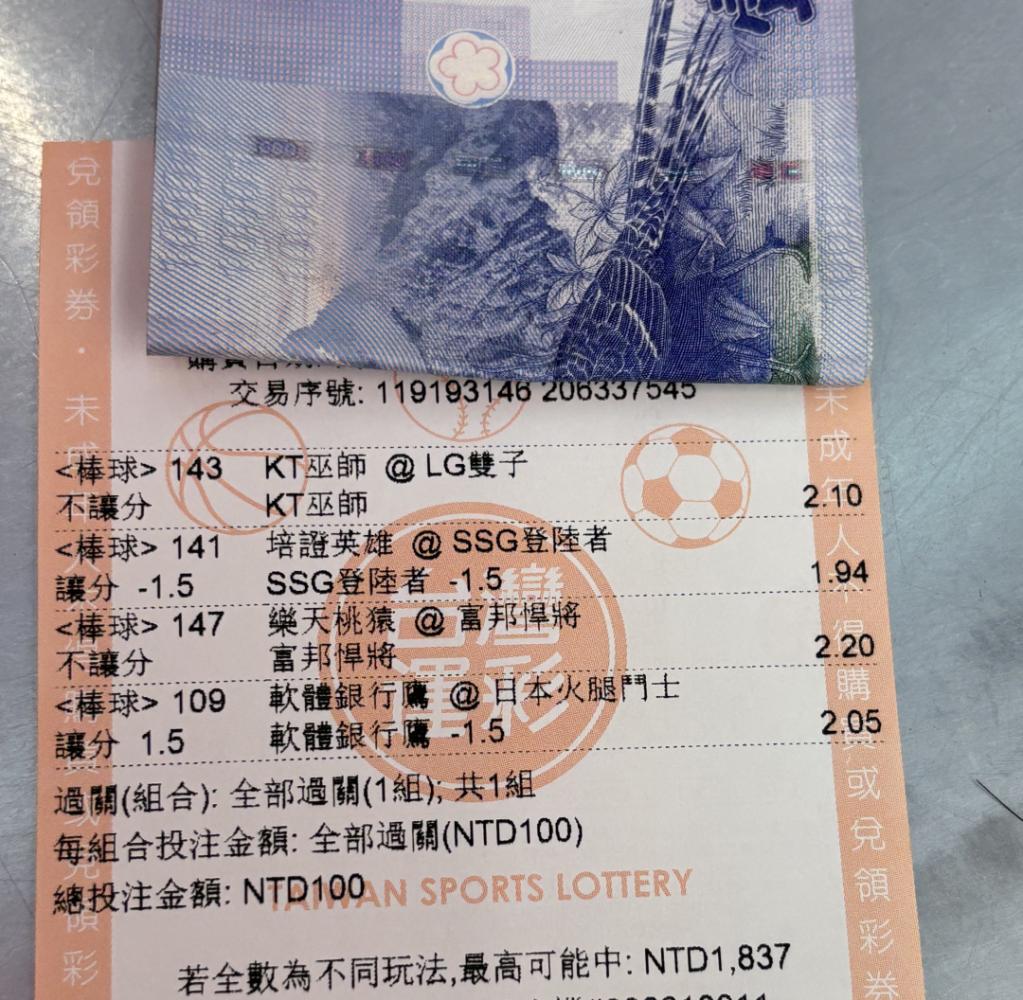 交易序號: 119193146 206337545
<棒球> 143 KT巫師 @ LG雙子
不讓分 KT巫師 2.10
<棒球> 141 培證英雄 @ SSG登陸者
讓分 -1.5 SSG登陸者 -1.5 1.94
<棒球> 147 樂天桃猿 @ 富邦悍將
不讓分 富邦悍將 2.20
<棒球> 109 軟體銀行鷹 @ 日本火腿鬥士
讓分 1.5 軟體銀行鷹 -1.5 2.05
過關(組合): 全部過關(1組); 共1組
每組合投注金額: 全部過關(NTD100)
總投注金額: NTD100
TAIWAN SPORTS LOTTERY
若全數為不同玩法,最高可能中: NTD1,837
台灣
運彩
兌領彩券・未成
未成年人不得購買或兌領彩券